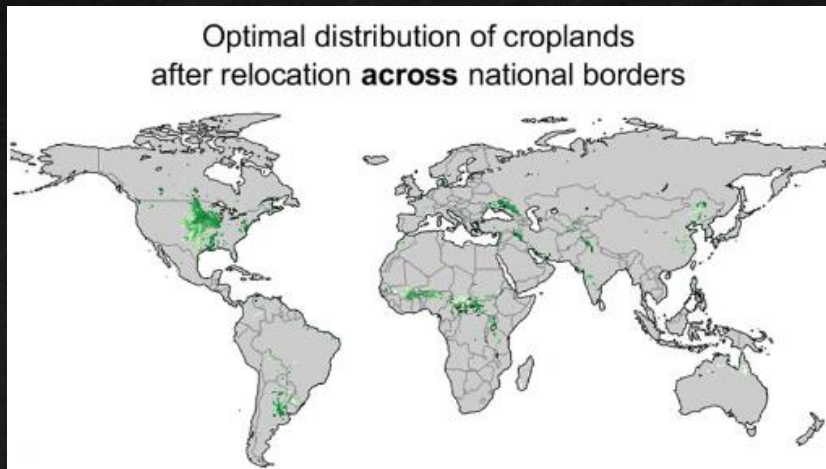 Optimal distribution of croplands
after relocation across national borders